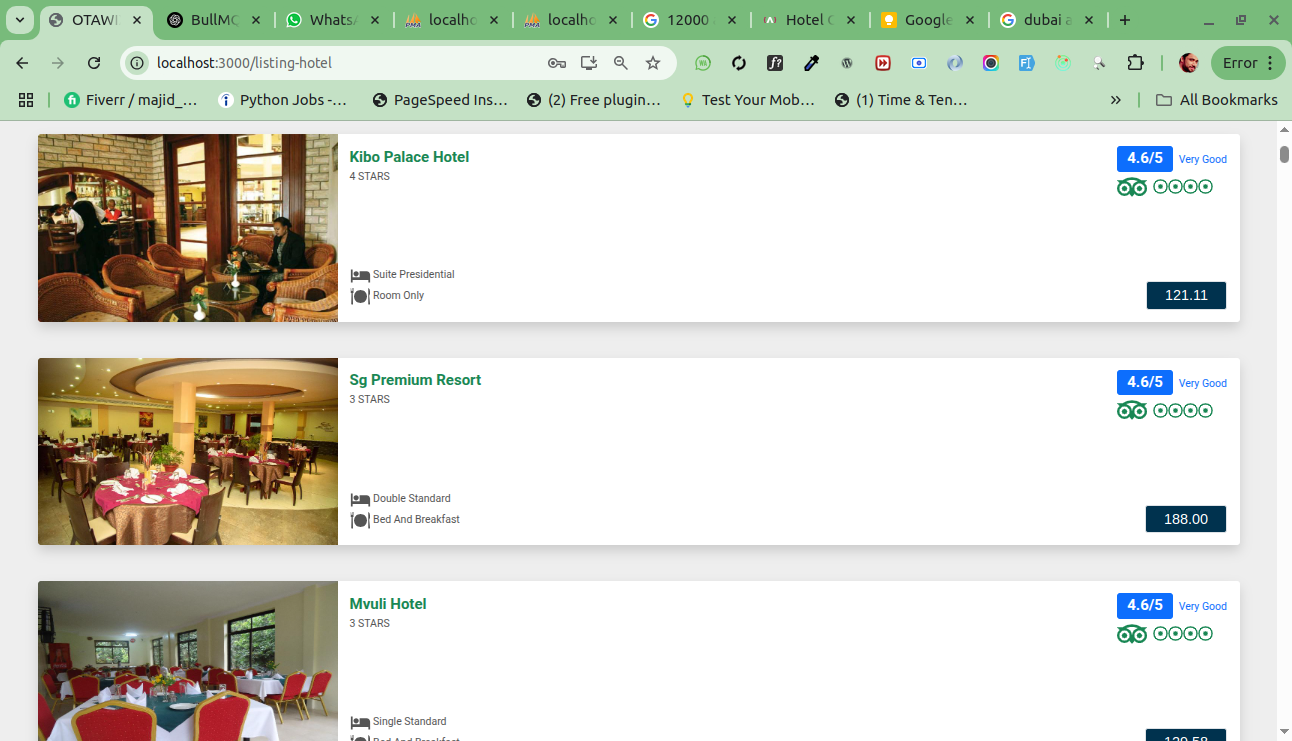 OTAWI
BullMC
WhatsA
localho
localho
12000
Hotel C
Google
dubai a
localhost:3000/listing-hotel
Error
Fiverr / majid_...
Python Jobs -...
PageSpeed Ins...
(2) Free plugin...
Test Your Mob...
(1) Time & Ten...
All Bookmarks
Kibo Palace Hotel
4 STARS
4.6/5 Very Good
Suite Presidential
Room Only
121.11
Sg Premium Resort
3 STARS
4.6/5 Very Good
Double Standard
Bed And Breakfast
188.00
Mvuli Hotel
3 STARS
4.6/5 Very Good
Single Standard
Bed And Breakfast